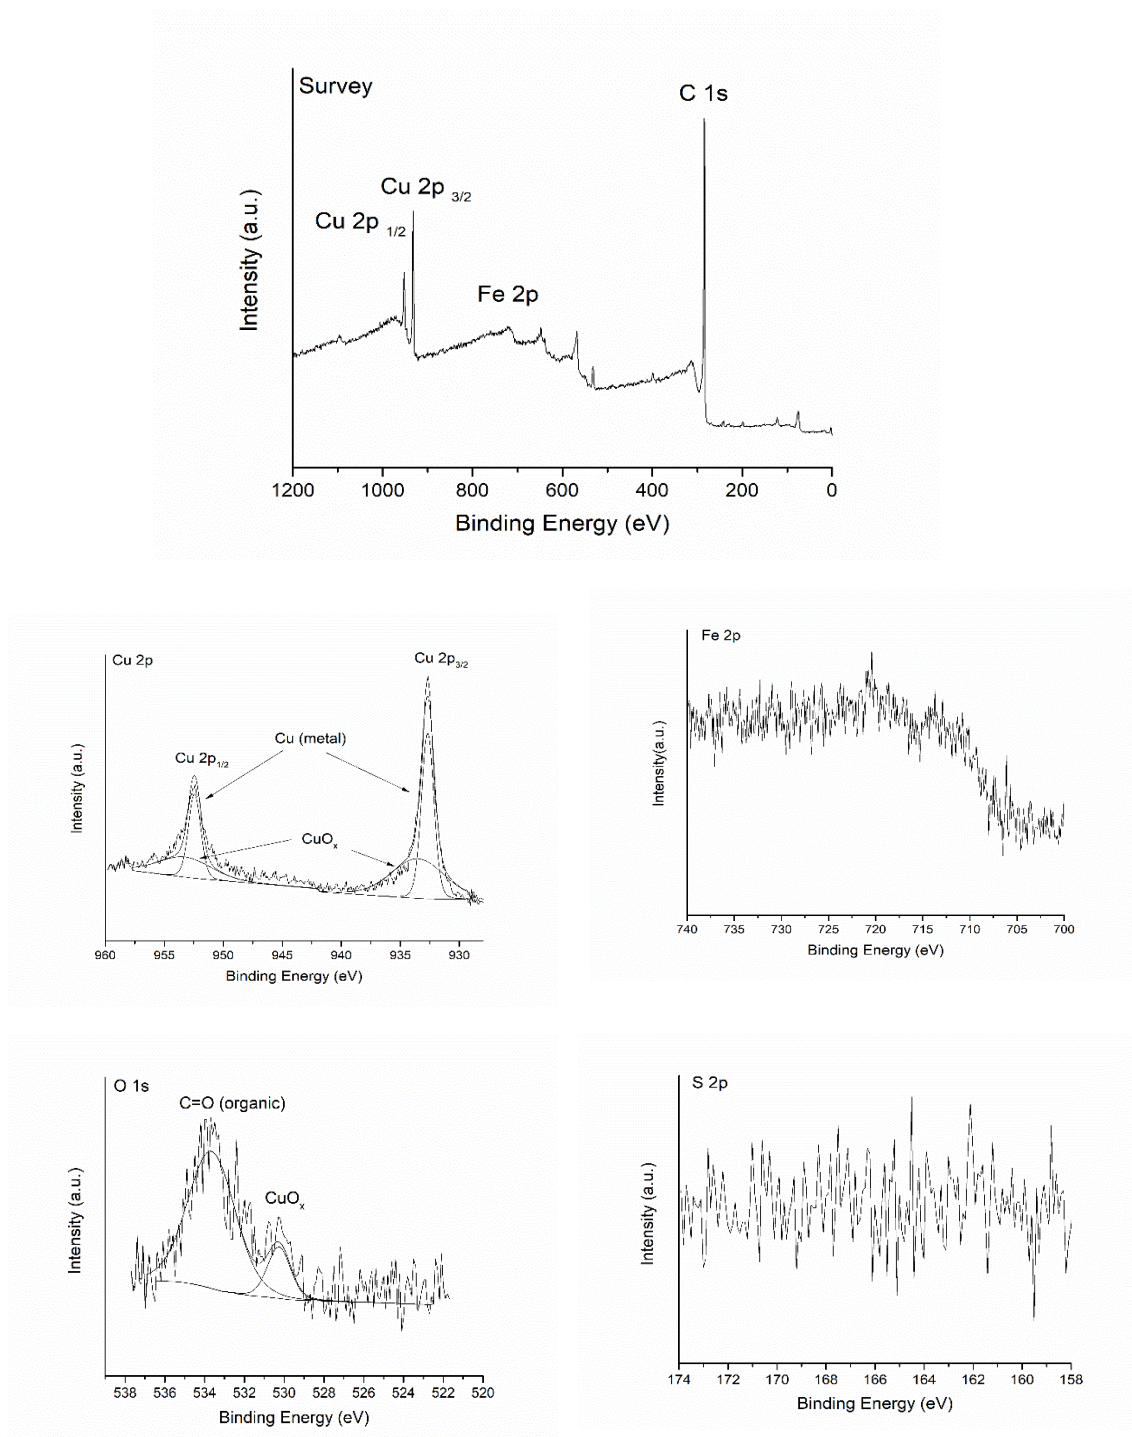 Survey
C 1s
Cu 2p 3/2
Cu 2p 1/2
Fe 2p
Intensity (a.u.)
1200 1000 800 600 400 200 0
Binding Energy (eV)
Cu 2p
Cu 2p3/2
Cu (metal)
Cu 2p1/2
CuOx
Intensity (a.u.)
960 955 950 945 940 935 930
Binding Energy (eV)
Fe 2p
Intensity(a.u.)
740 735 730 725 720 715 710 705 700
Binding Energy (eV)
O 1s
C=O (organic)
CuOx
Intensity (a.u.)
538 536 534 532 530 528 526 524 522 520
Binding Energy (eV)
S 2p
Intensity (a.u.)
174 172 170 168 166 164 162 160 158
Binding Energy (eV)